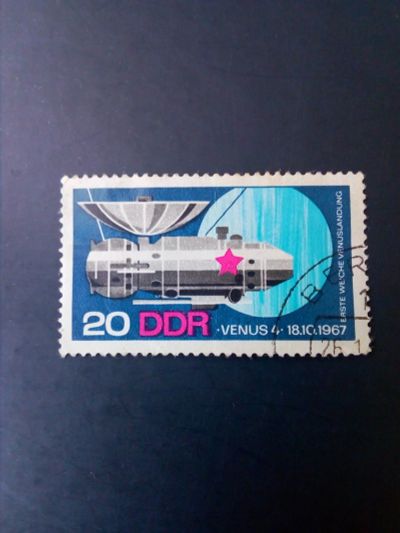 20 DDR
·VENUS 4·18.10.1967
ERSTE WEICHE VENUSLANDUNG